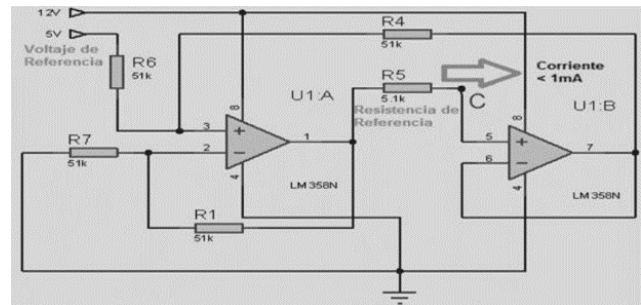 12V
5V
Voltaje de
Referencia
R6
51k
R4
51k
R5
5.1k
Resistencia de
Referencia
Corriente
< 1mA
C
U1:A
U1:B
8
3
2
1
4
LM358N
8
5
6
7
4
LM358N
R7
51k
R1
51k